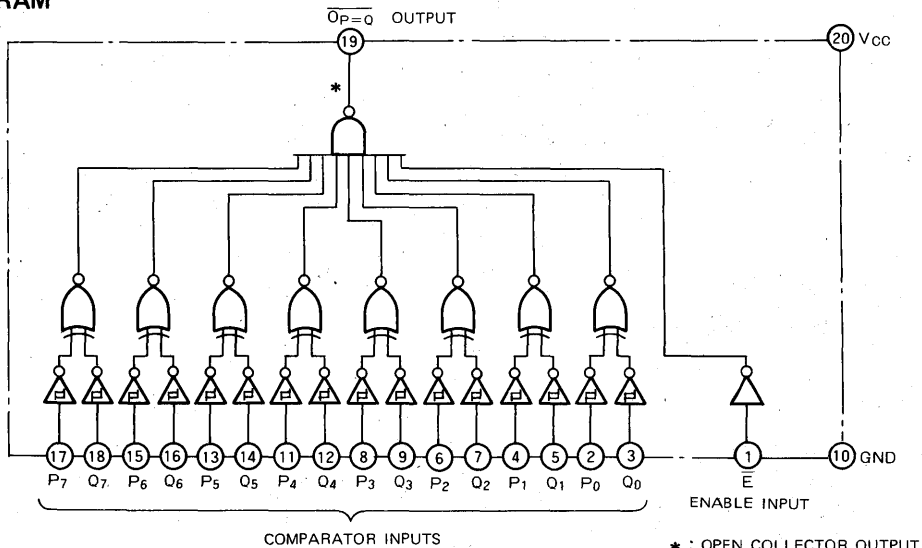 RAM
O̅P̅=̅Q̅ OUTPUT
19
20 VCC
*
17 18 15 16 13 14 11 12 8 9 6 7 4 5 2 3 1 10 GND
P7 Q7 P6 Q6 P5 Q5 P4 Q4 P3 Q3 P2 Q2 P1 Q1 P0 Q0 E̅
ENABLE INPUT
COMPARATOR INPUTS
* : OPEN COLLECTOR OUTPUT